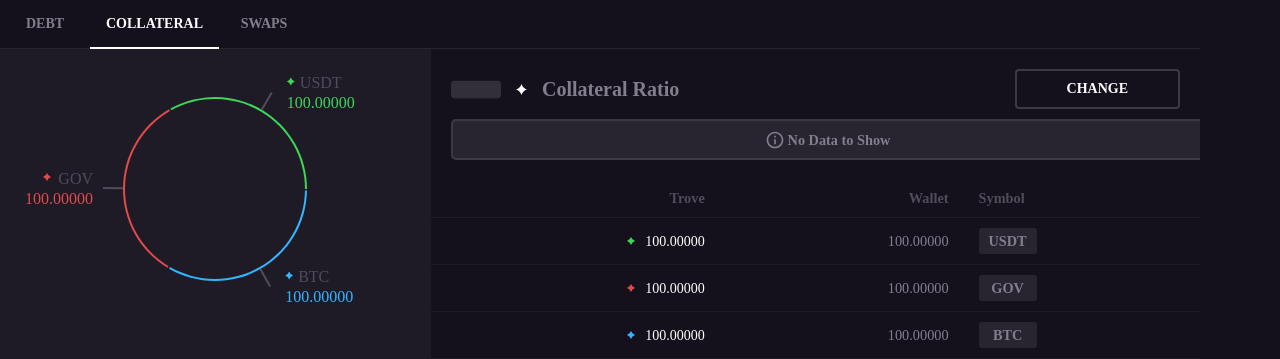 DEBT COLLATERAL SWAPS
USDT
100.00000
GOV
100.00000
BTC
100.00000
Collateral Ratio
CHANGE
No Data to Show
Trove Wallet Symbol
100.00000 100.00000 USDT
100.00000 100.00000 GOV
100.00000 100.00000 BTC